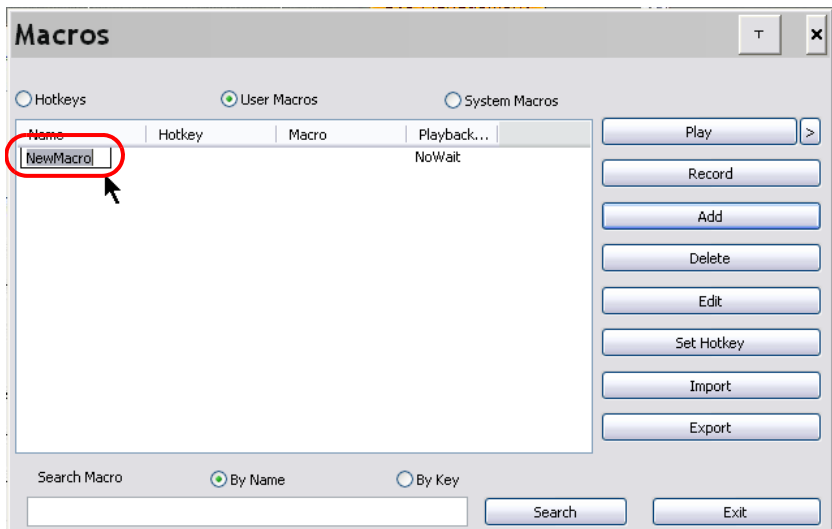 Macros
T
×
Hotkeys User Macros System Macros
Name Hotkey Macro Playback...
NewMacro NoWait
Play >
Record
Add
Delete
Edit
Set Hotkey
Import
Export
Search Macro By Name By Key
Search Exit